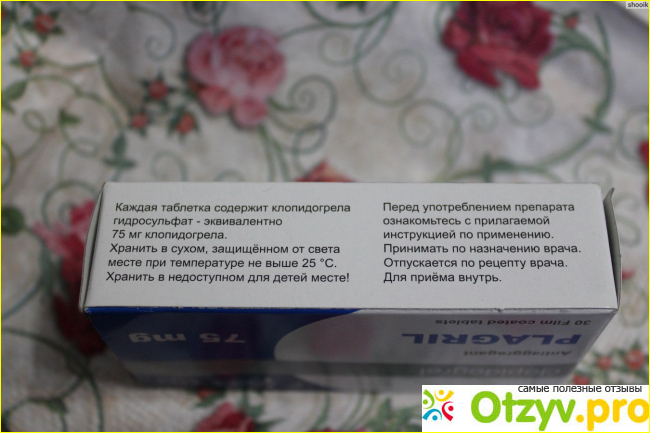 shooik
Каждая таблетка содержит клопидогрела
гидросульфат - эквивалентно
75 мг клопидогрела.
Хранить в сухом, защищённом от света
месте при температуре не выше 25 °C.
Хранить в недоступном для детей месте!
Перед употреблением препарата
ознакомьтесь с прилагаемой
инструкцией по применению.
Принимать по назначению врача.
Отпускается по рецепту врача.
Для приёма внутрь.
30 Film coated tablets
PLAGRIL
75 mg
Antiaggregant
самые полезные отзывы
Otzyv.pro